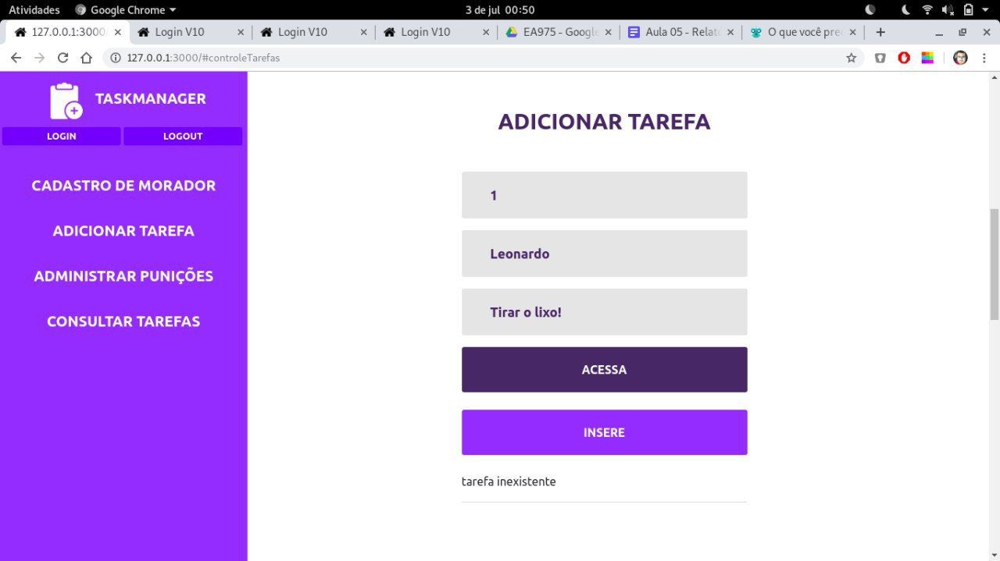 Atividades Google Chrome 3 de jul 00:50
127.0.0.1:3000 Login V10 Login V10 Login V10 EA975 - Google Aula 05 - Relat O que você pre
127.0.0.1:3000/#controleTarefas
TASKMANAGER
LOGIN LOGOUT
CADASTRO DE MORADOR
ADICIONAR TAREFA
ADMINISTRAR PUNIÇÕES
CONSULTAR TAREFAS
ADICIONAR TAREFA
1
Leonardo
Tirar o lixo!
ACESSA
INSERE
tarefa inexistente